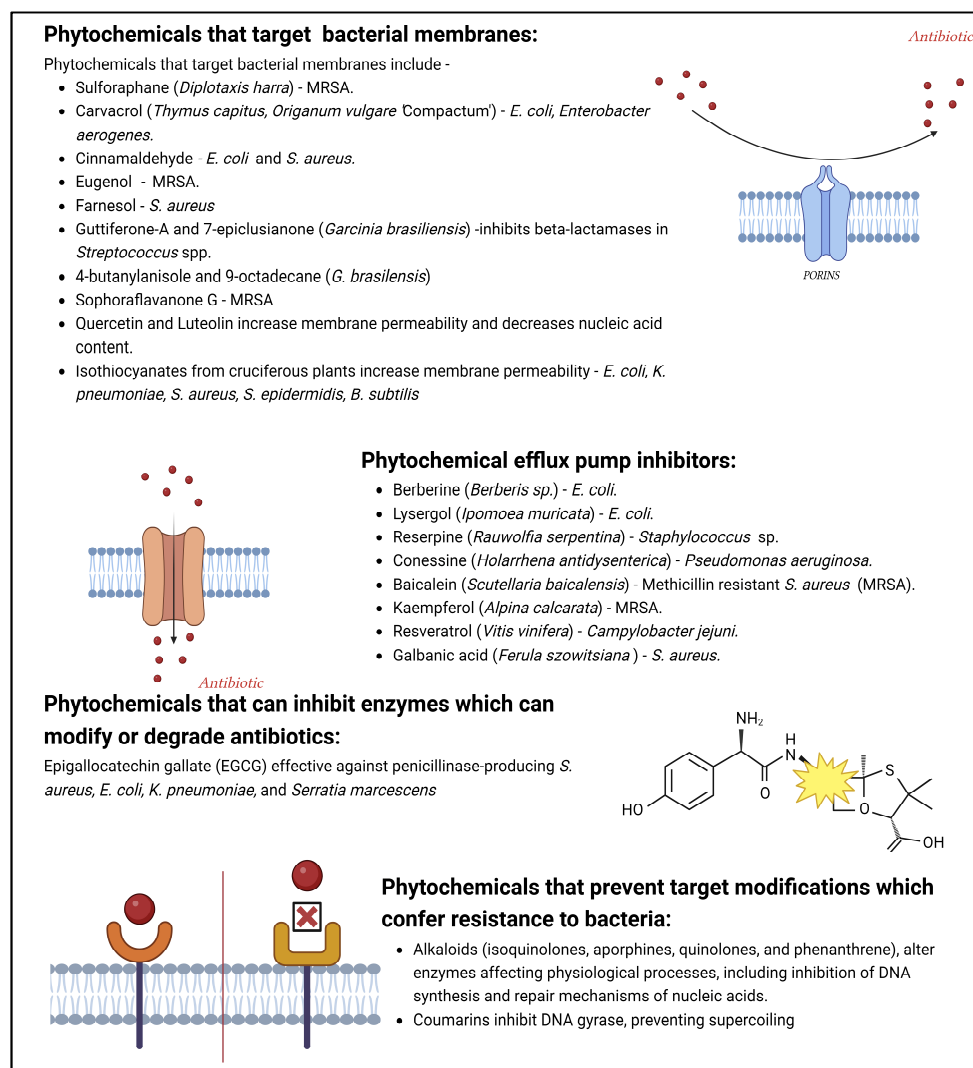 Phytochemicals that target bacterial membranes:
Antibiotic
Phytochemicals that target bacterial membranes include -
• Sulforaphane (Diplotaxis harra) - MRSA.
• Carvacrol (Thymus capitus, Origanum vulgare 'Compactum') - E. coli, Enterobacter
aerogenes.
• Cinnamaldehyde - E. coli and S. aureus.
• Eugenol - MRSA.
• Farnesol - S. aureus
• Guttiferone-A and 7-epiclusianone (Garcinia brasiliensis) -inhibits beta-lactamases in
Streptococcus spp.
• 4-butanylanisole and 9-octadecane (G. brasilensis)
• Sophoraflavanone G - MRSA
• Quercetin and Luteolin increase membrane permeability and decreases nucleic acid
content.
• Isothiocyanates from cruciferous plants increase membrane permeability - E. coli, K.
pneumoniae, S. aureus, S. epidermidis, B. subtilis
PORINS
Phytochemical efflux pump inhibitors:
• Berberine (Berberis sp.) - E. coli.
• Lysergol (Ipomoea muricata) - E. coli.
• Reserpine (Rauwolfia serpentina) - Staphylococcus sp.
• Conessine (Holarrhena antidysenterica) - Pseudomonas aeruginosa.
• Baicalein (Scutellaria baicalensis) - Methicillin resistant S. aureus (MRSA).
• Kaempferol (Alpina calcarata) - MRSA.
• Resveratrol (Vitis vinifera) - Campylobacter jejuni.
• Galbanic acid (Ferula szowitsiana ) - S. aureus.
Antibiotic
Phytochemicals that can inhibit enzymes which can
modify or degrade antibiotics:
Epigallocatechin gallate (EGCG) effective against penicillinase-producing S.
aureus, E. coli, K. pneumoniae, and Serratia marcescens
NH2
H
N
S
O
O
HO
OH
Phytochemicals that prevent target modifications which
confer resistance to bacteria:
• Alkaloids (isoquinolones, aporphines, quinolones, and phenanthrene), alter
enzymes affecting physiological processes, including inhibition of DNA
synthesis and repair mechanisms of nucleic acids.
• Coumarins inhibit DNA gyrase, preventing supercoiling